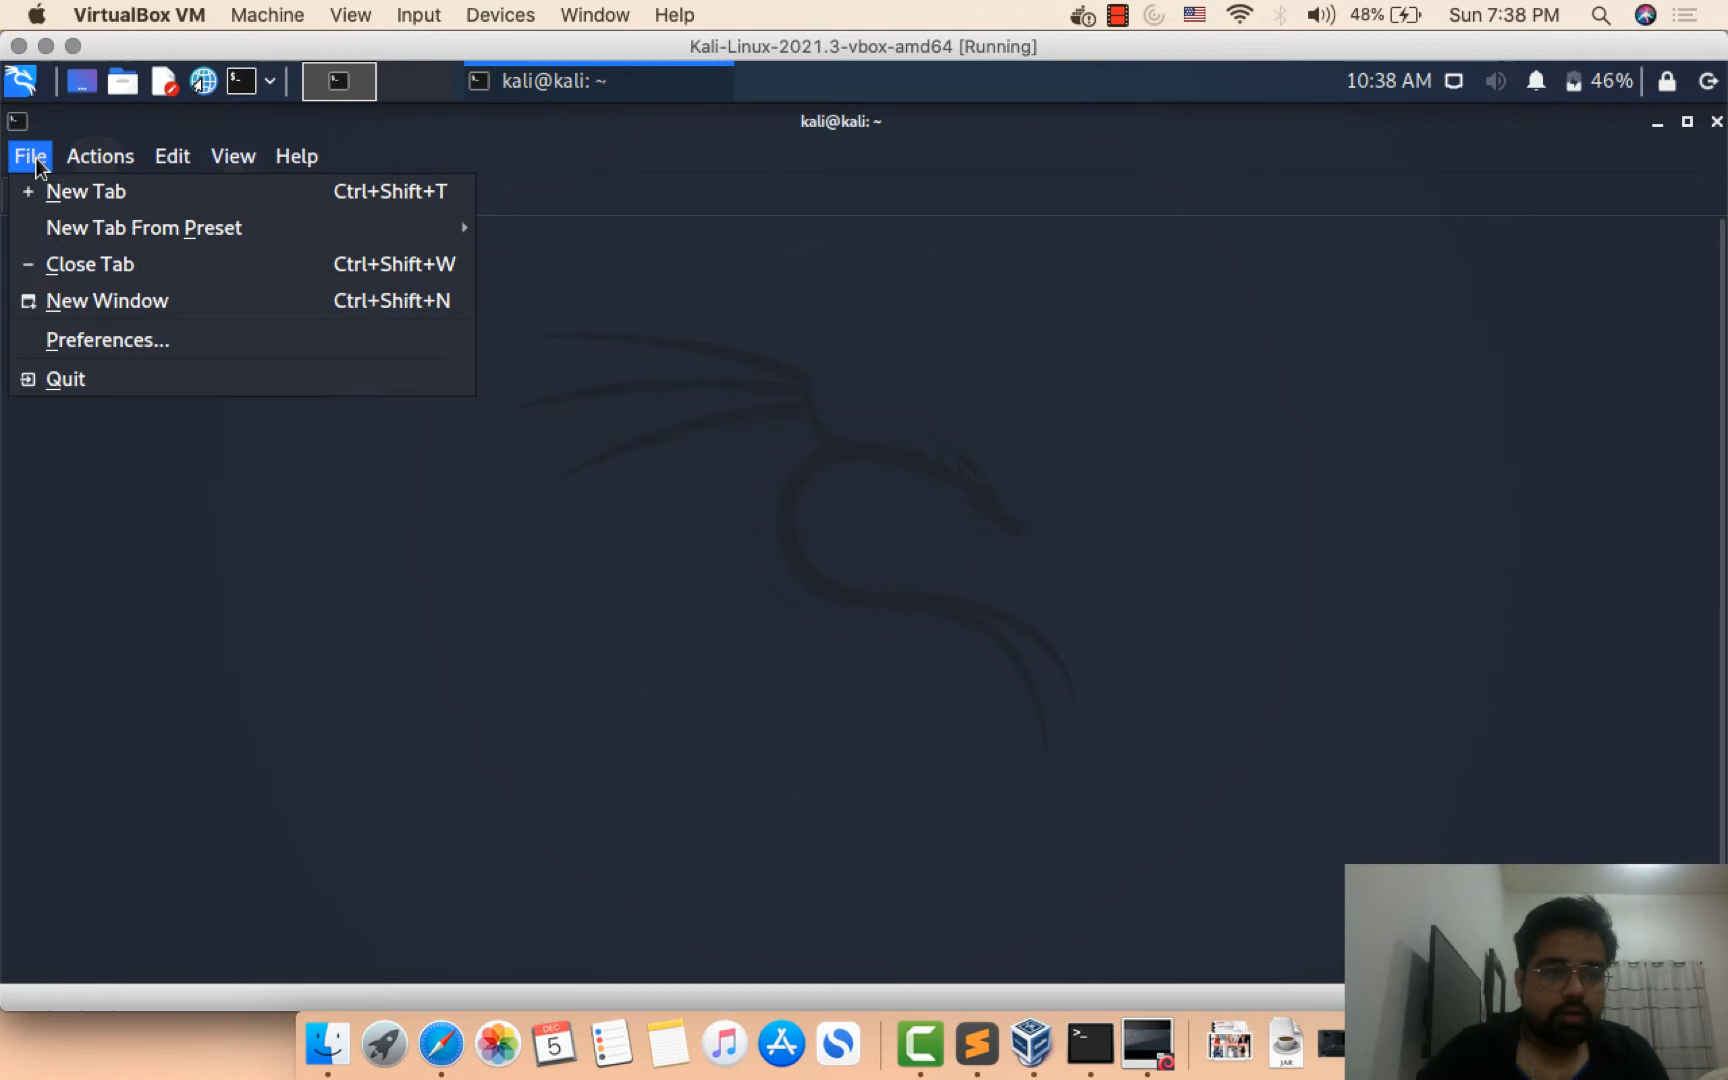 VirtualBox VM Machine View Input Devices Window Help 48% Sun 7:38 PM
Kali-Linux-2021.3-vbox-amd64 [Running]
kali@kali: ~ 10:38 AM 46%
kali@kali: ~
File Actions Edit View Help
+ New Tab Ctrl+Shift+T
New Tab From Preset
− Close Tab Ctrl+Shift+W
New Window Ctrl+Shift+N
Preferences...
Quit
DEC
5
JAR